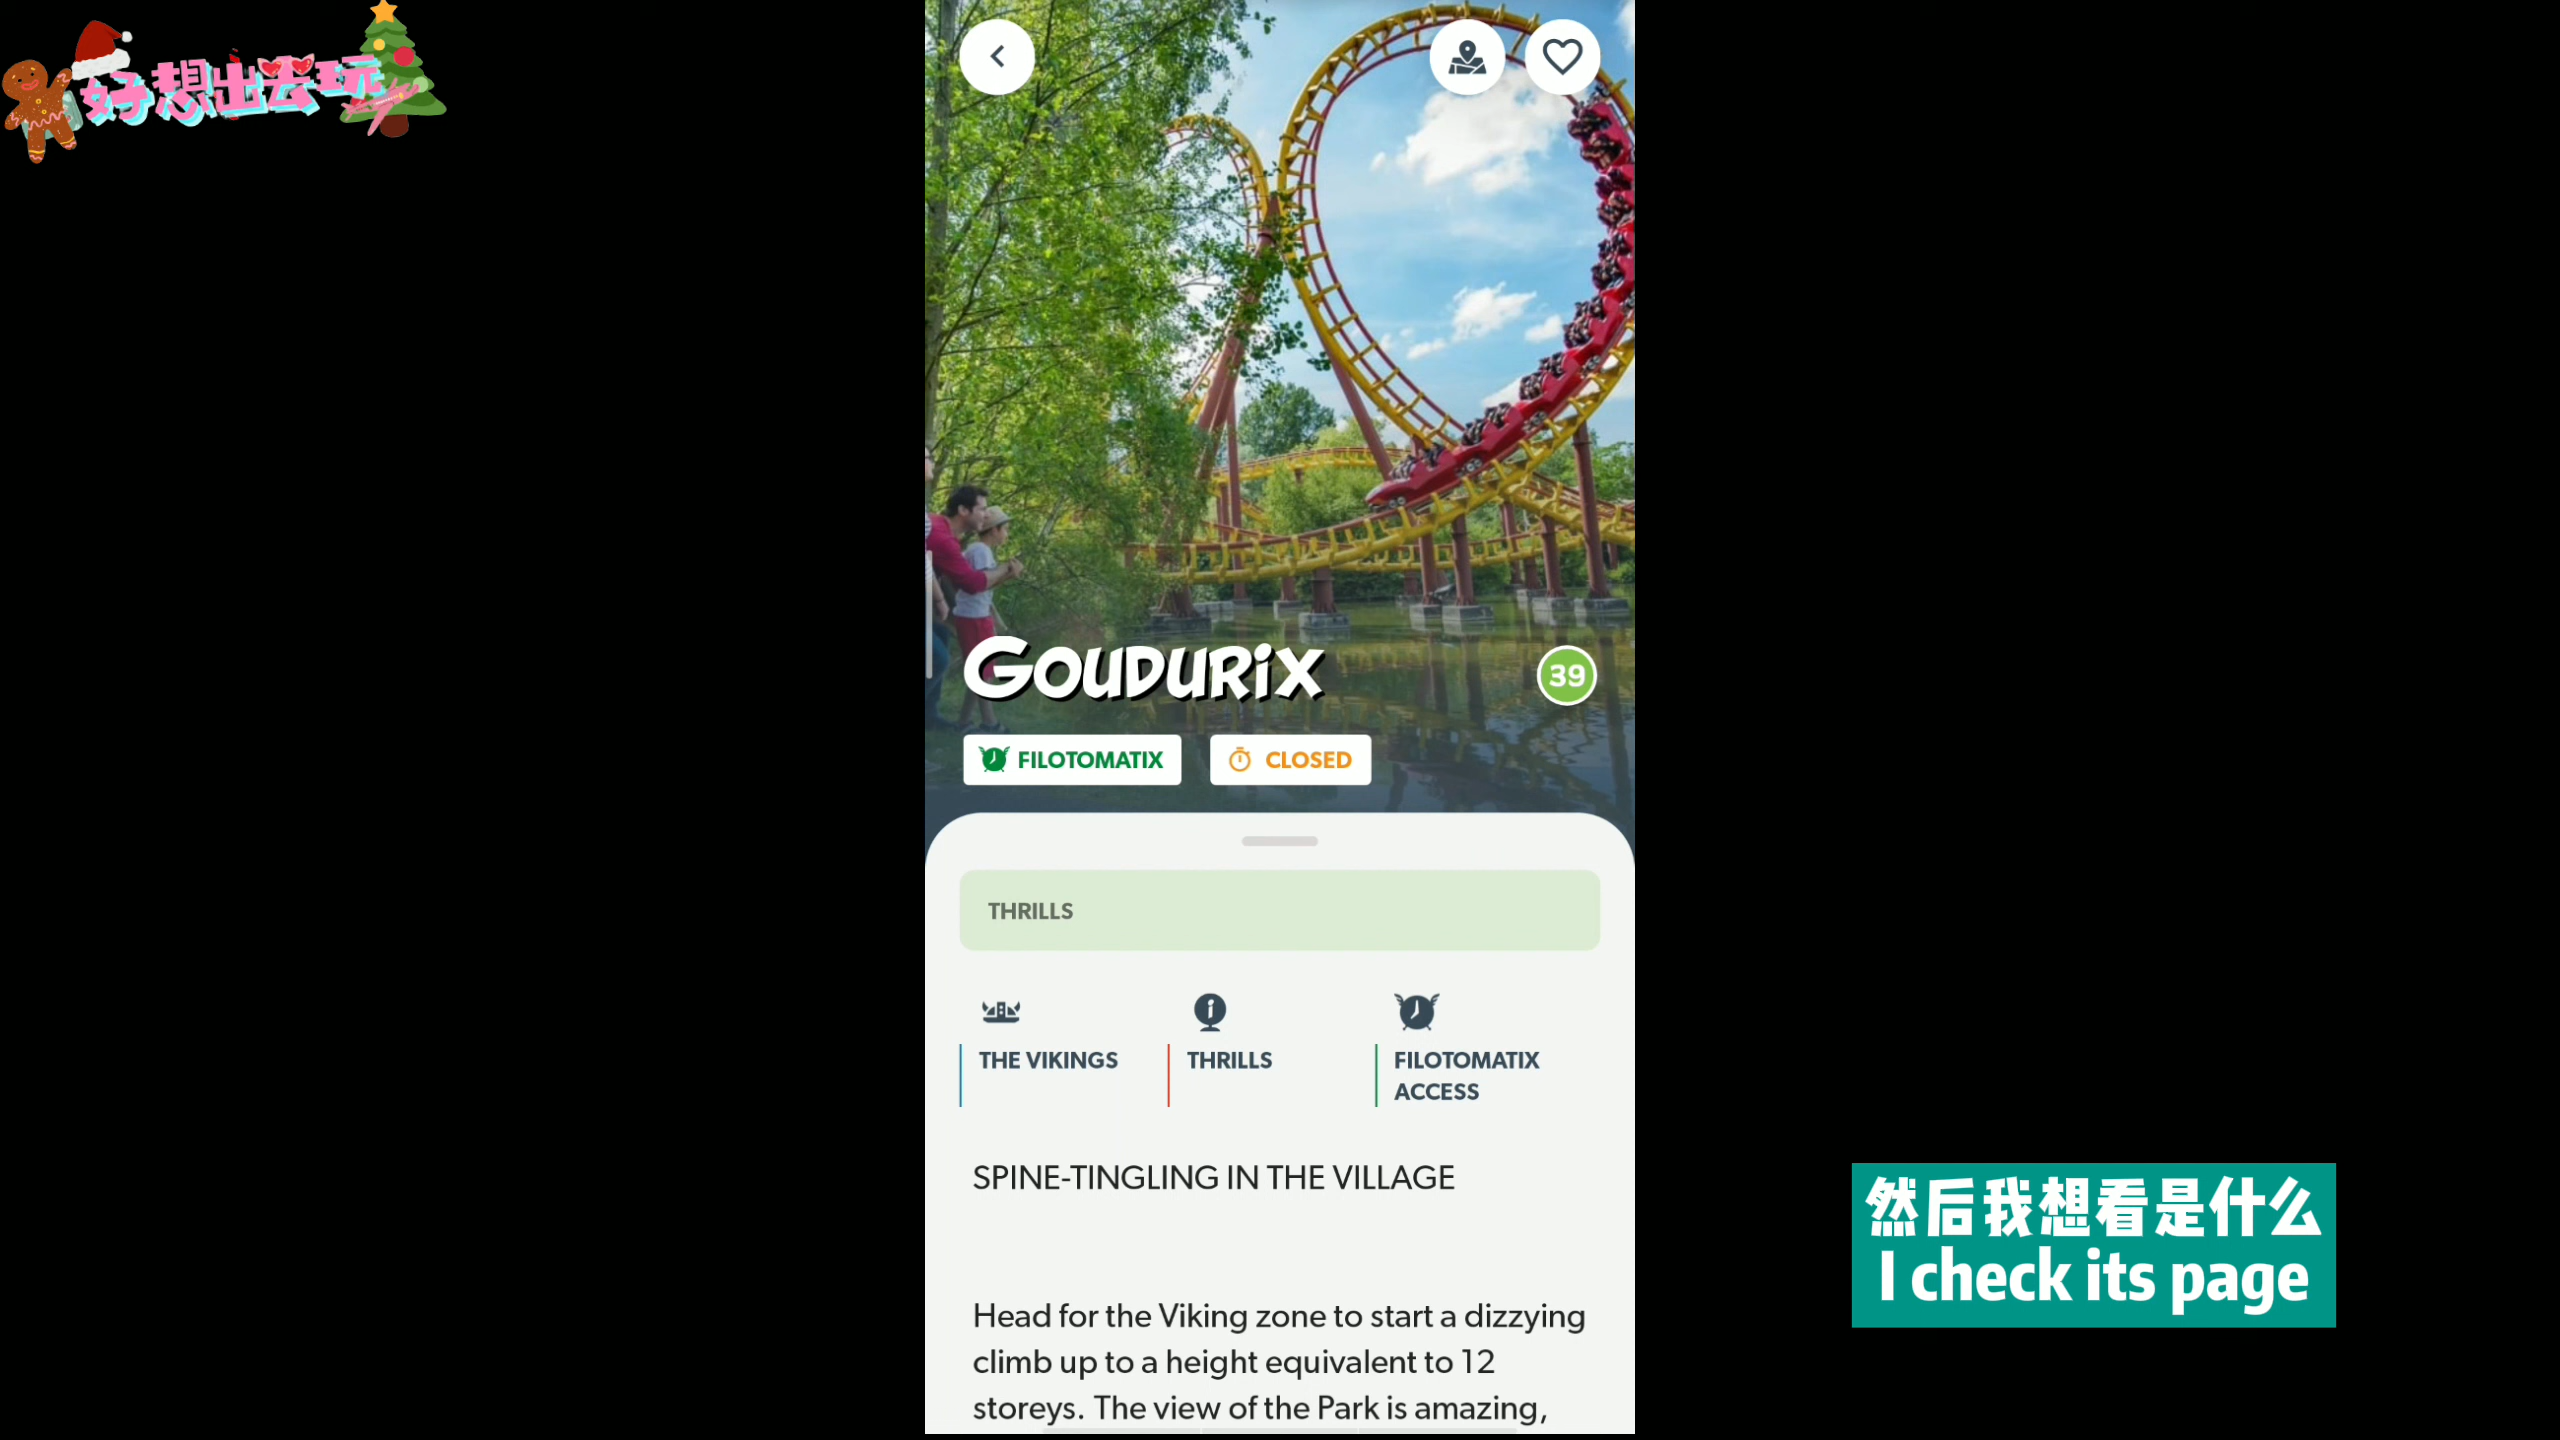 好想出去玩
GOUDURiX
39
FILOTOMATIX
CLOSED
THRILLS
THE VIKINGS
THRILLS
FILOTOMATIX
ACCESS
SPINE-TINGLING IN THE VILLAGE
Head for the Viking zone to start a dizzying
climb up to a height equivalent to 12
storeys. The view of the Park is amazing,
然后我想看是什么
I check its page